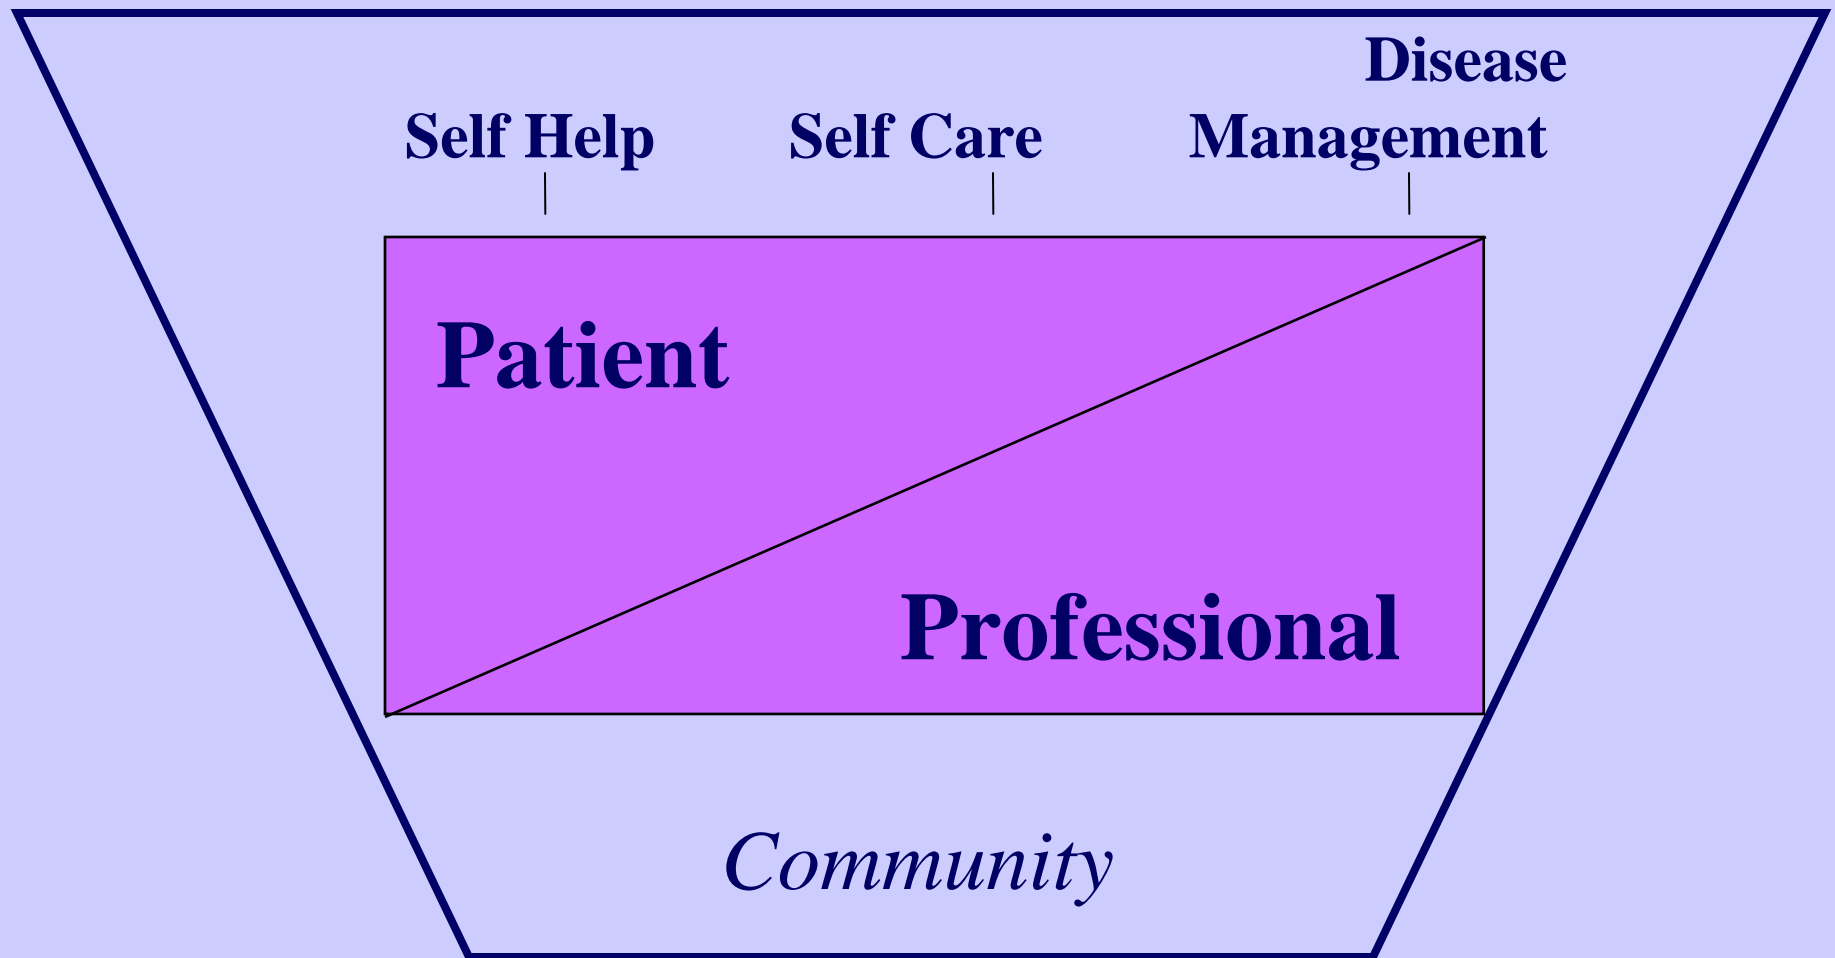 Disease
Self Help Self Care Management
Patient
Professional
Community